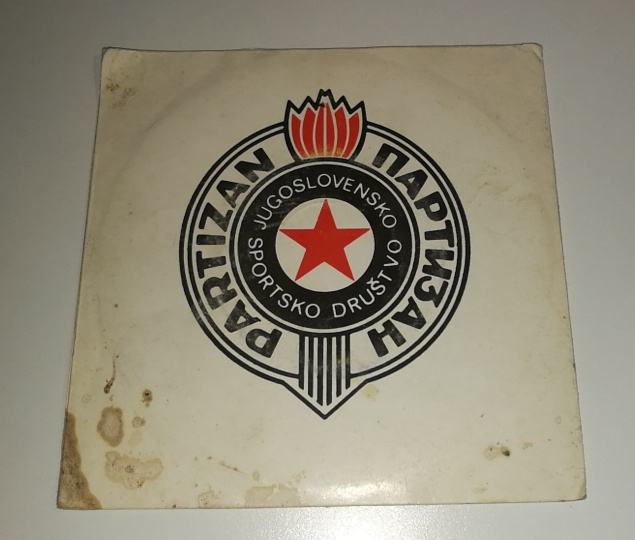 PARTIZAN
ПАРТИЗАН
JUGOSLOVENSKO
SPORTSKO DRUŠTVO